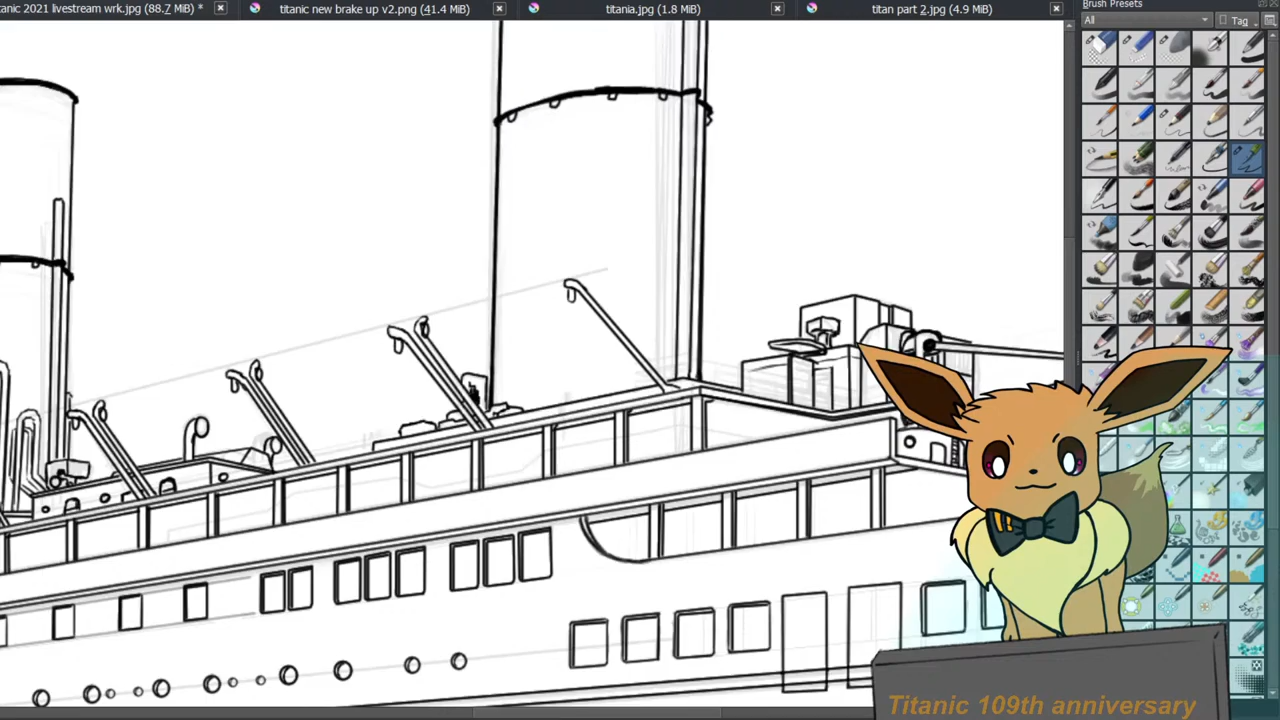 anic 2021 livestream wrk.jpg (88.7 MiB) *
titanic new brake up v2.png (41.4 MiB)
titania.jpg (1.8 MiB)
titan part 2.jpg (4.9 MiB)
Brush Presets
All
Tag
Titanic 109th anniversary